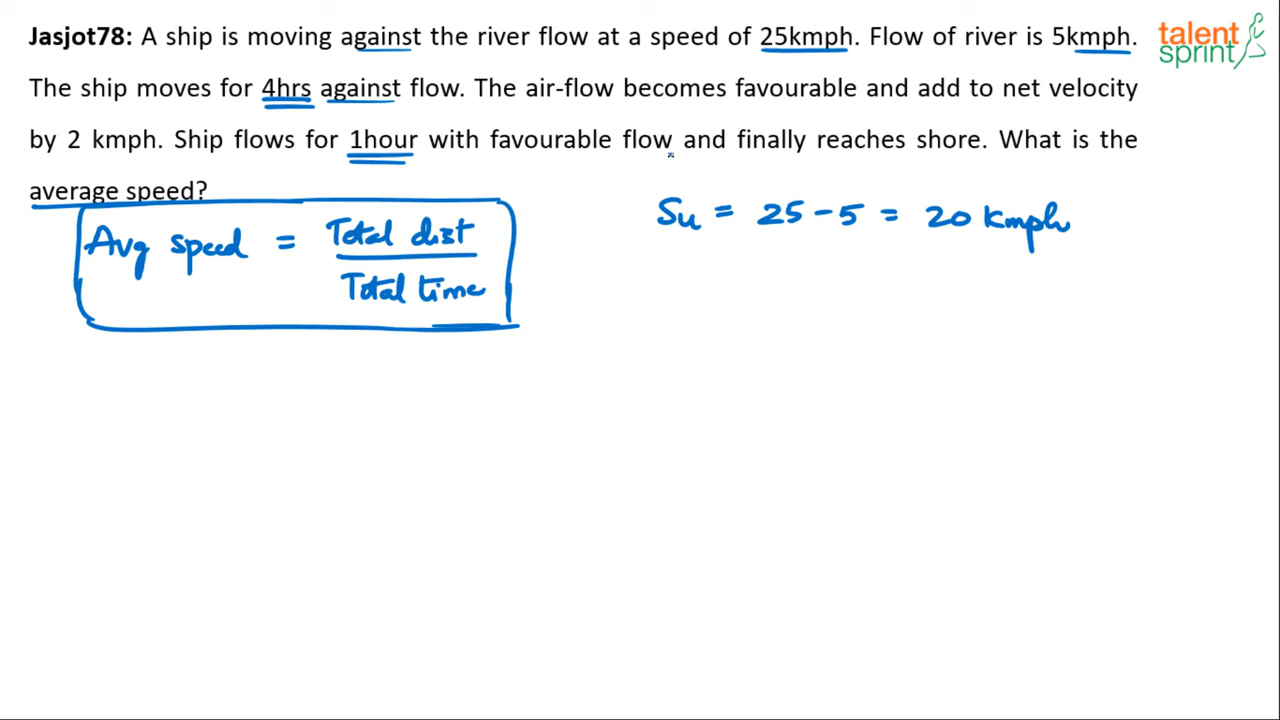 Jasjot78: A ship is moving against the river flow at a speed of 25kmph. Flow of river is 5kmph.
talent
sprint
The ship moves for 4hrs against flow. The air-flow becomes favourable and add to net velocity
by 2 kmph. Ship flows for 1hour with favourable flow and finally reaches shore. What is the
average speed?
Avg speed = Total dist / Total time
Su = 25 - 5 = 20 kmph